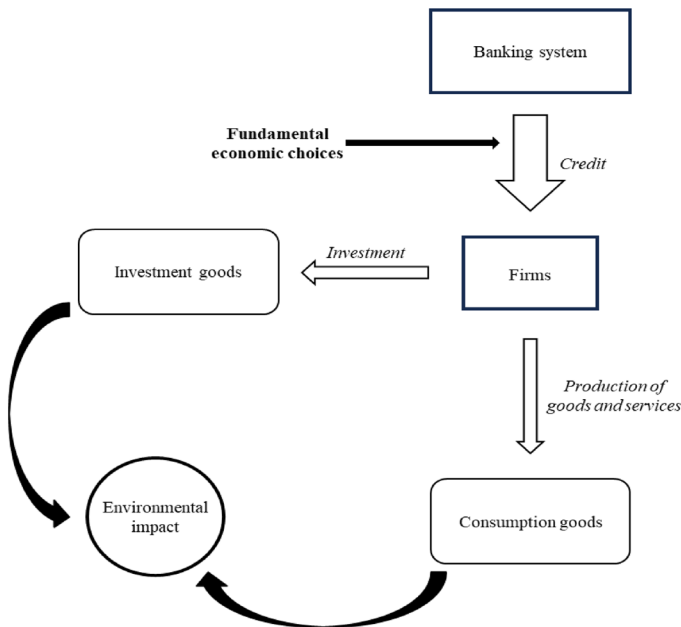 Banking system
Fundamental
economic choices
Credit
Investment goods
Investment
Firms
Production of
goods and services
Environmental
impact
Consumption goods